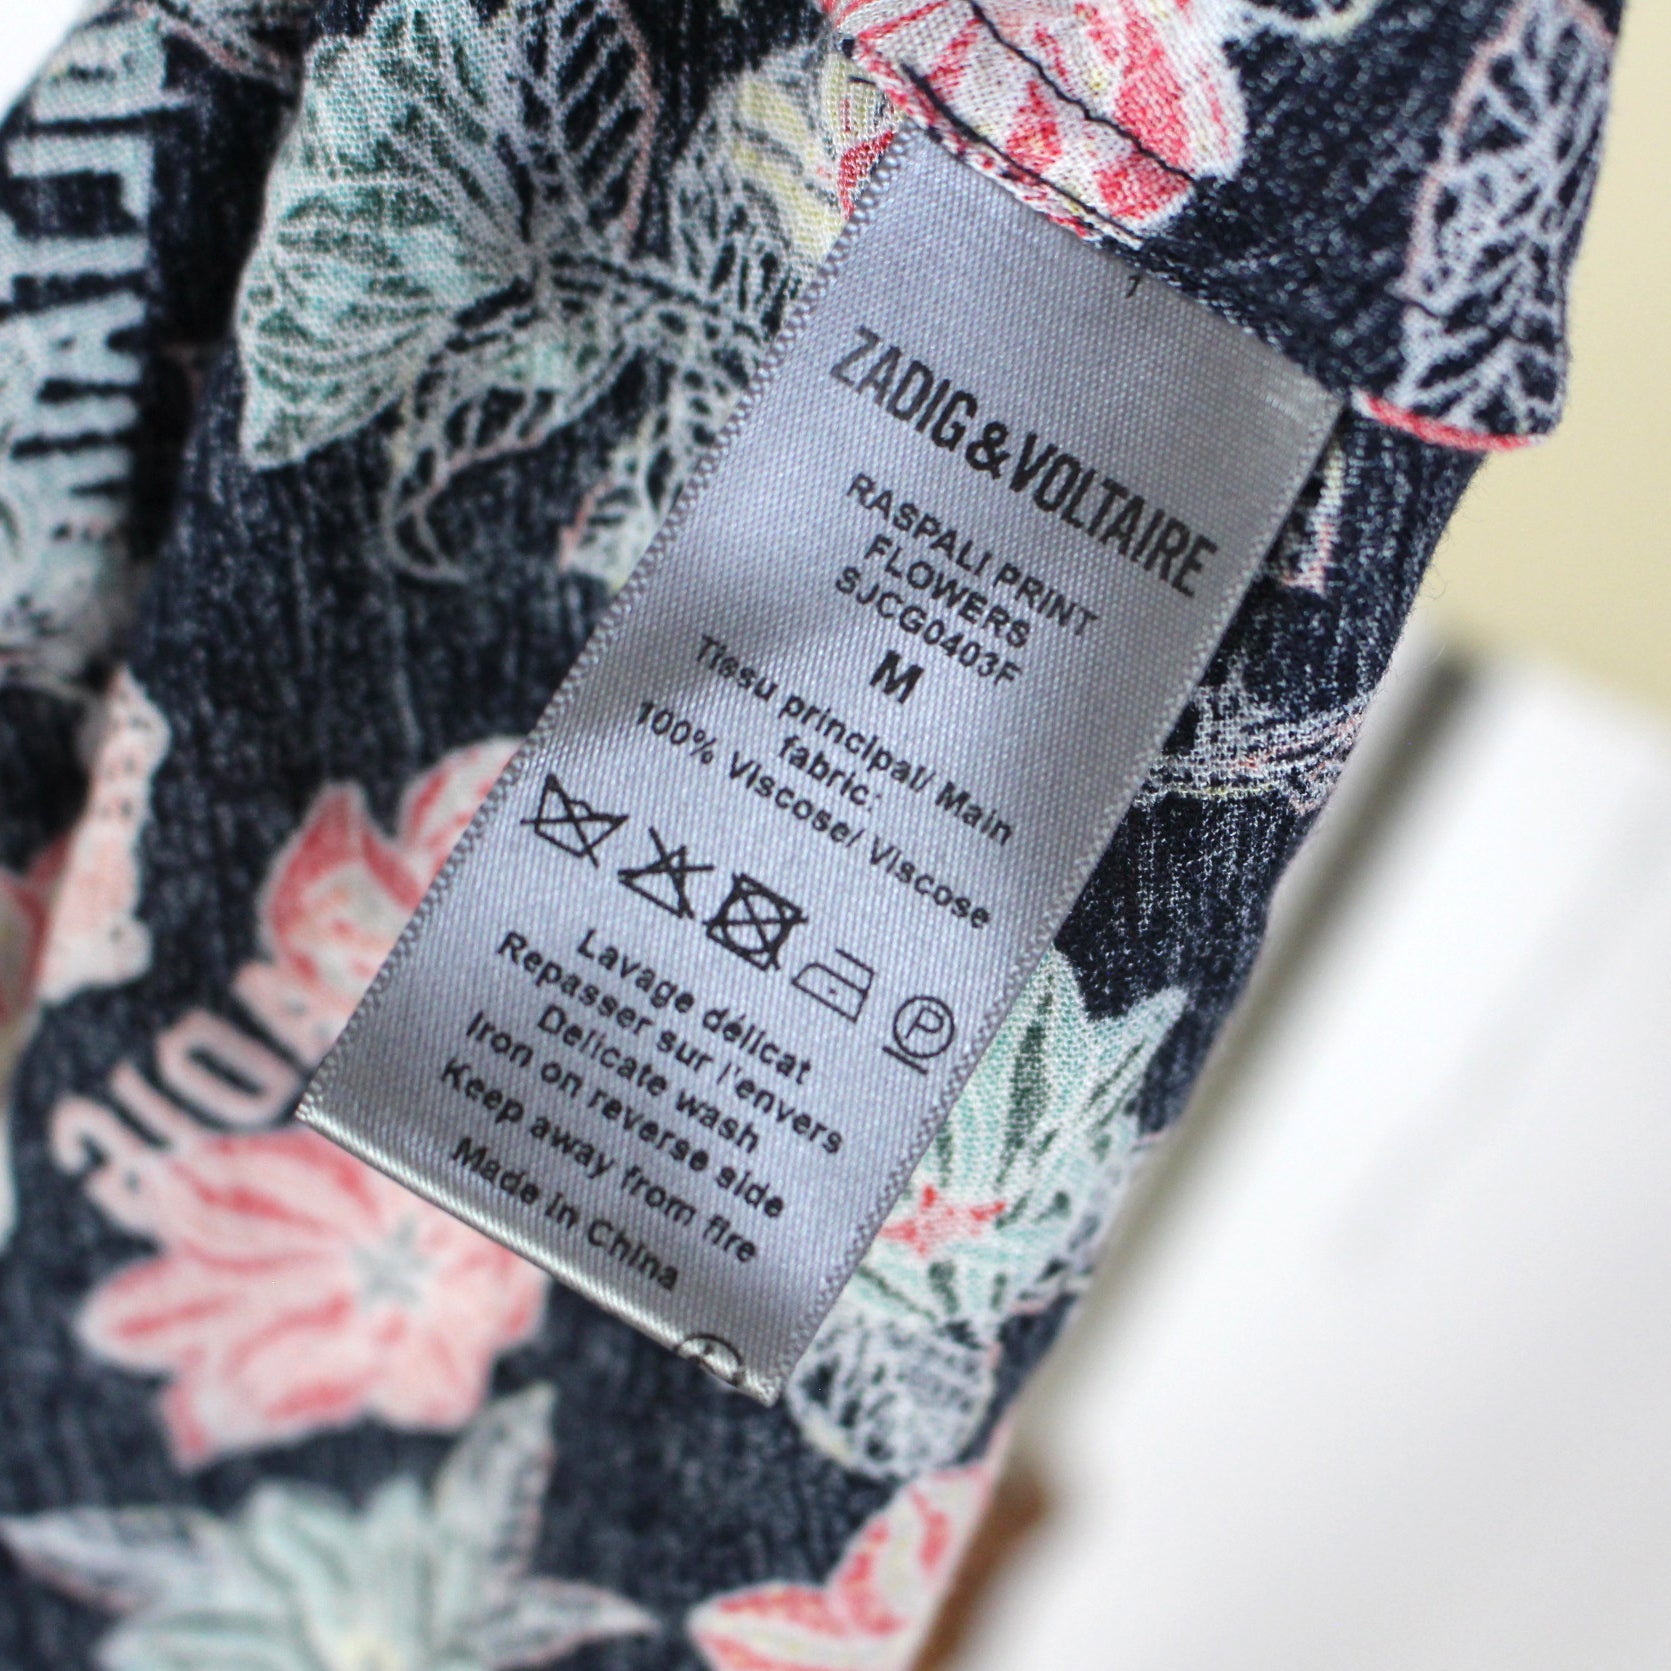 ZADIG&VOLTAIRE
RASPALI PRINT
FLOWERS
SJCG0403F
M
Tissu principal/ Main
fabric:
100% Viscose/ Viscose
P
Lavage délicat
Repasser sur l'envers
Delicate wash
Iron on reverse side
Keep away from fire
Made in China